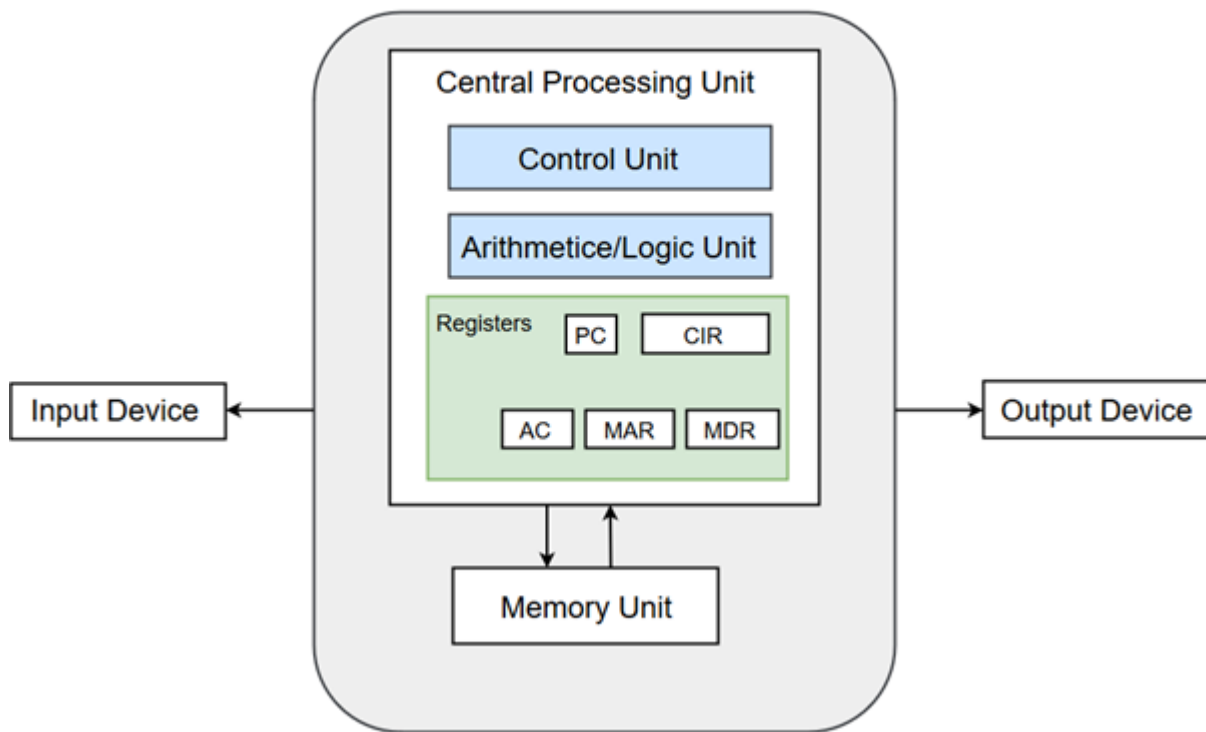 Central Processing Unit
Control Unit
Arithmetice/Logic Unit
Registers
PC
CIR
AC
MAR
MDR
Input Device
Output Device
Memory Unit